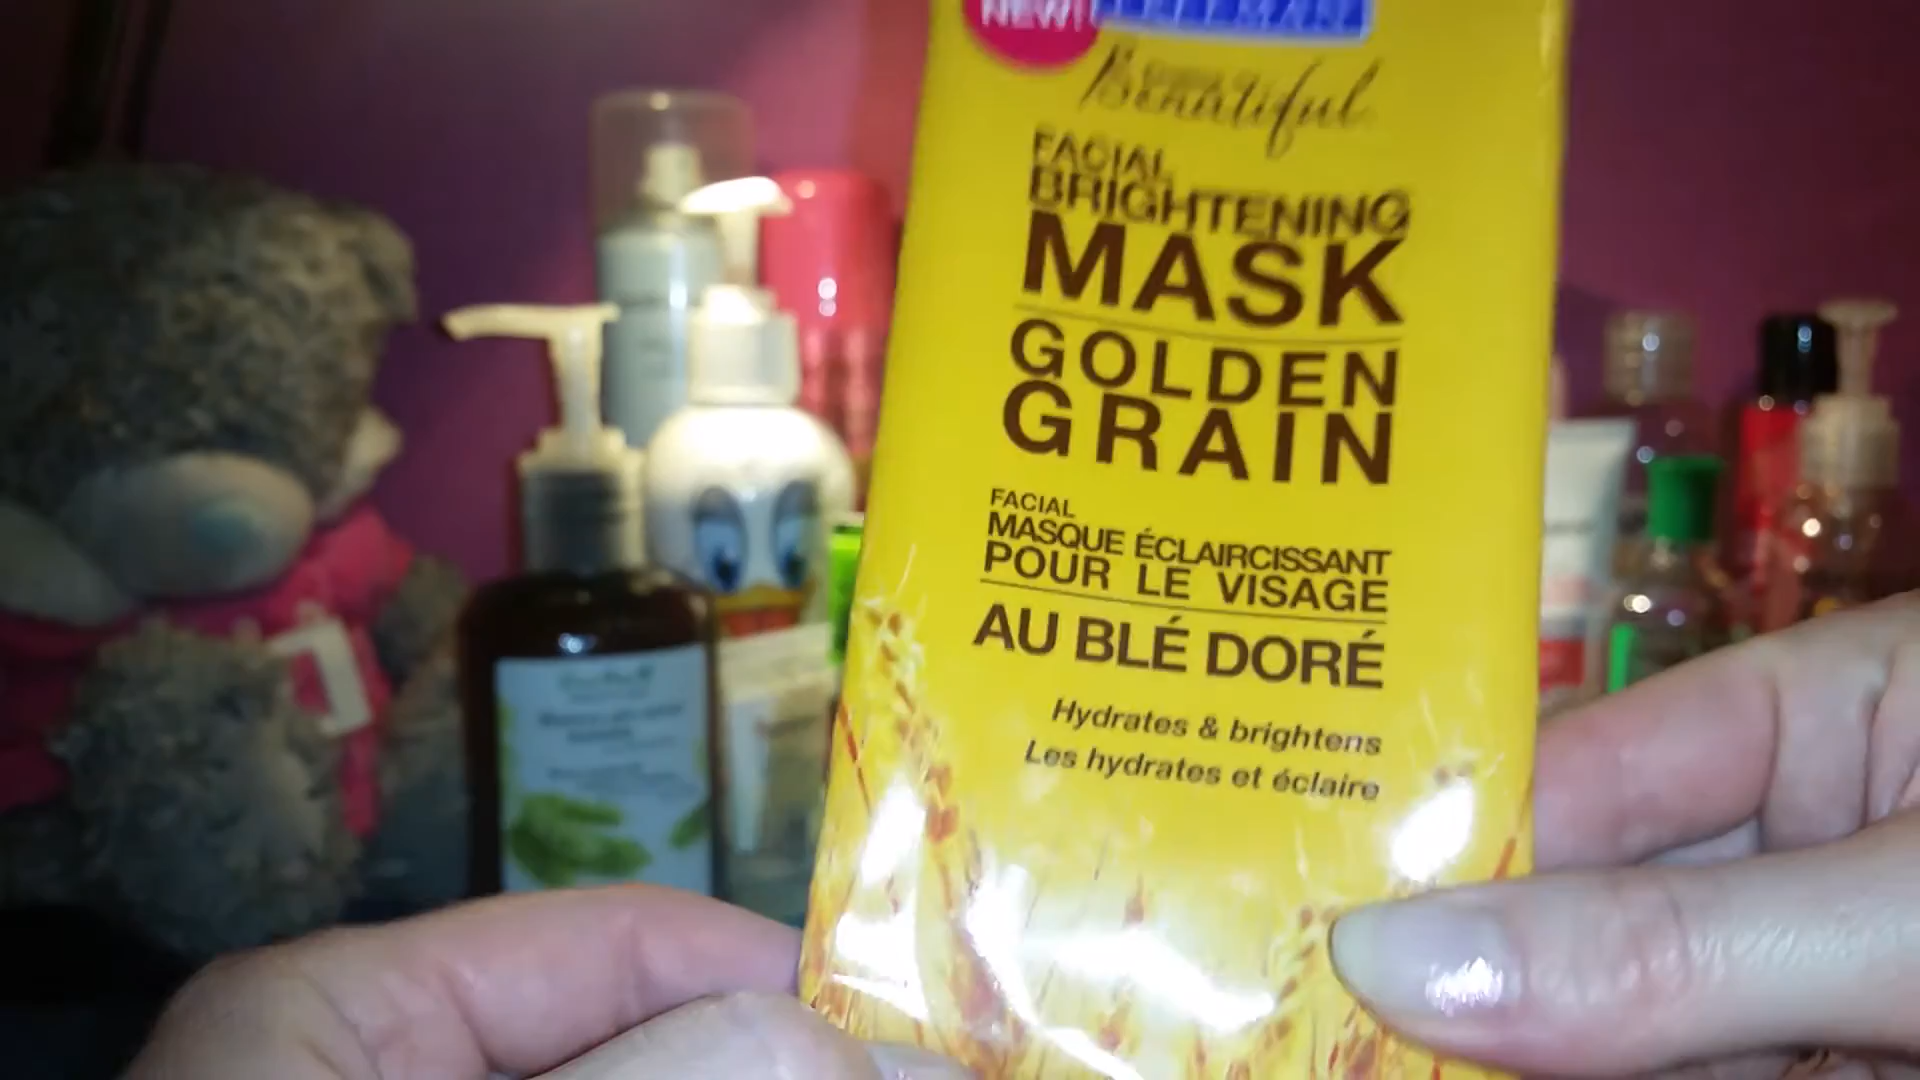 NEW!
FREEMAN
Beautiful
FACIAL
BRIGHTENING
MASK
GOLDEN
GRAIN
FACIAL
MASQUE ÉCLAIRCISSANT
POUR LE VISAGE
AU BLÉ DORÉ
Hydrates & brightens
Les hydrates et éclaire